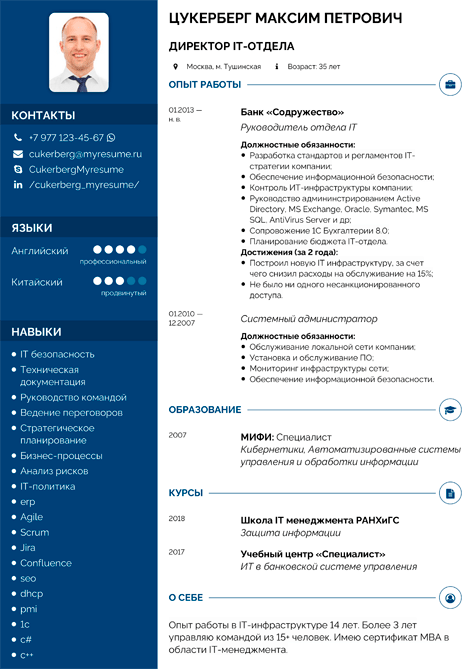 ЦУКЕРБЕРГ МАКСИМ ПЕТРОВИЧ
ДИРЕКТОР IT-ОТДЕЛА
Москва, м. Тушинская
Возраст: 35 лет
КОНТАКТЫ
+7 977 123-45-67
cukerberg@myresume.ru
CukerbergMyresume
/cukerberg_myresume/
ЯЗЫКИ
Английский
профессиональный
Китайский
продвинутый
НАВЫКИ
IT безопасность
Техническая
документация
Руководство командой
Ведение переговоров
Стратегическое
планирование
Бизнес-процессы
Анализ рисков
IT-политика
erp
Agile
Scrum
Jira
Confluence
seo
dhcp
pmi
1c
c#
c++
ОПЫТ РАБОТЫ
01.2013 —
н. в.
Банк «Содружество»
Руководитель отдела IT
Должностные обязанности:
Разработка стандартов и регламентов IT-
стратегии компании;
Обеспечение информационной безопасности;
Контроль ИТ-инфраструктуры компании;
Руководство админинстрированием Active
Directory, MS Exchange, Oracle, Symantec, MS
SQL, AntiVirus Server и др;
Сопровождение 1С Бухгалтерии 8.0;
Планирование бюджета IT-отдела.
Достижения (за 2 года):
Построил новую IT инфраструктуру, за счет
чего снизил расходы на обслуживание на 15%;
Не было ни одного несанкционированного
доступа.
01.2010 —
12.2007
Системный администратор
Должностные обязанности:
Обслуживание локальной сети компании;
Установка и обслуживание ПО;
Мониторинг инфраструктуры сети;
Обеспечение информационной безопасности.
ОБРАЗОВАНИЕ
2007
МИФИ: Специалист
Кибернетики, Автоматизированные системы
управления и обработки информации
КУРСЫ
2018
Школа IT менеджмента РАНХиГС
Защита информации
2017
Учебный центр «Специалист»
ИТ в банковской системе управления
О СЕБЕ
Опыт работы в IT-инфраструктуре 14 лет. Более 3 лет
управляю командой из 15+ человек. Имею сертификат МВА в
области IT-менеджмента.